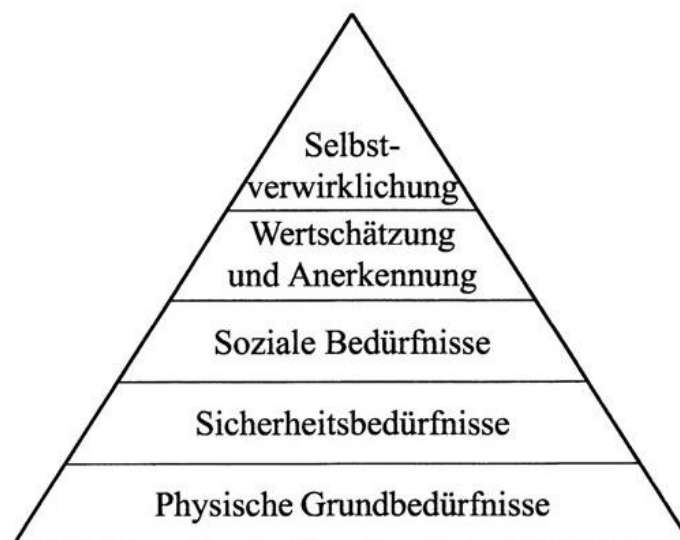 Selbst-
verwirklichung
Wertschätzung
und Anerkennung
Soziale Bedürfnisse
Sicherheitsbedürfnisse
Physische Grundbedürfnisse